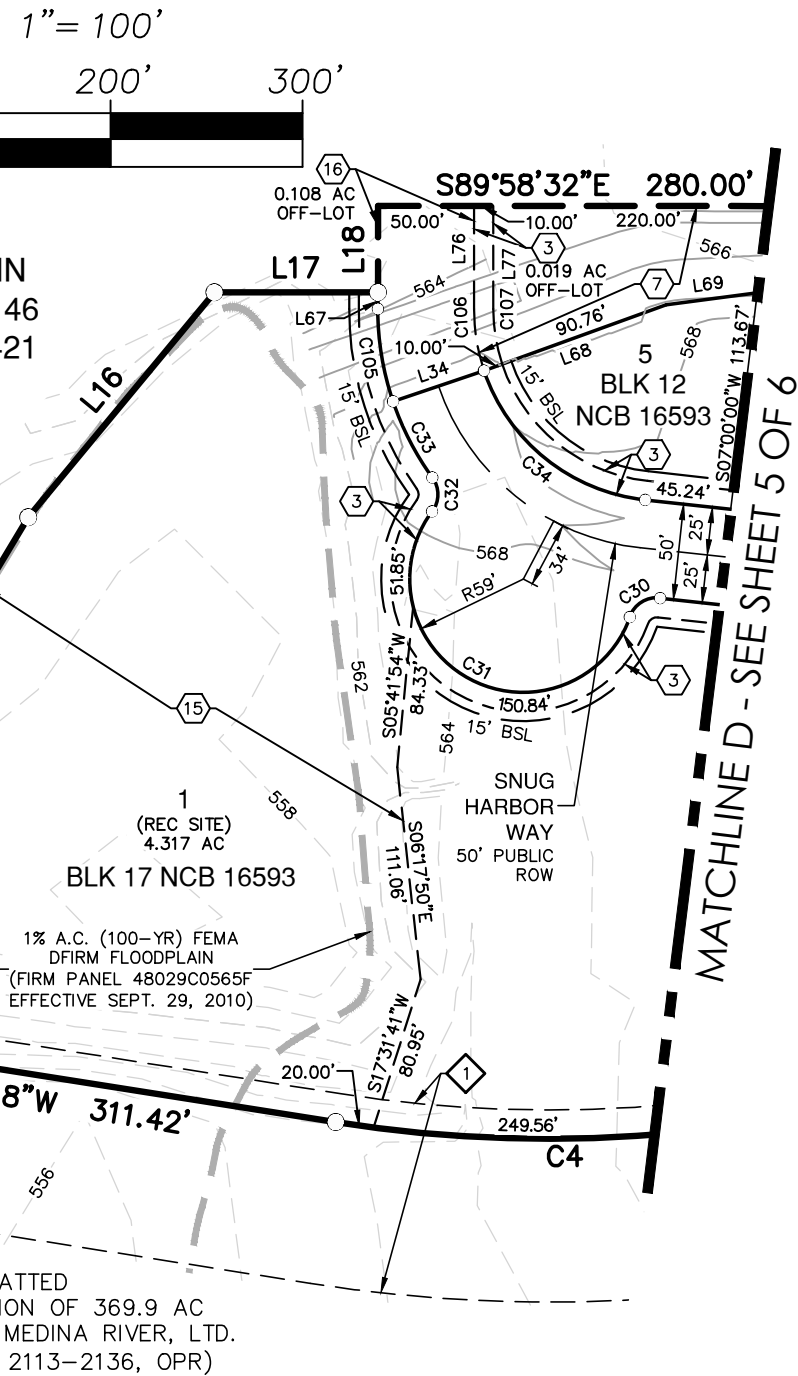 1"= 100'
200'
300'
16
0.108 AC
OFF-LOT
S89°58'32"E 280.00'
50.00'
10.00'
220.00'
L18
L76
L77
3
0.019 AC
OFF-LOT
7
566
564
L69
L17
L67
IN
46
-21
C106
C107
90.76'
568
S07°00'00"W 113.67'
10.00'
L68
L34
C105
15' BSL
15' BSL
5
BLK 12
NCB 16593
L16
C33
C34
3
45.24'
C32
3
568
50'
25'
25'
34'
51.85'
R59'
C30
C31
3
S05°41'54"W
84.33'
150.84'
15' BSL
562
564
15
SNUG
HARBOR
WAY
50' PUBLIC
ROW
MATCHLINE D - SEE SHEET 5 OF 6
558
1
(REC SITE)
4.317 AC
BLK 17 NCB 16593
S06°17'50"E
111.06'
1% A.C. (100-YR) FEMA
DFIRM FLOODPLAIN
(FIRM PANEL 48029C0565F
EFFECTIVE SEPT. 29, 2010)
S17°31'41"W
80.95'
1
20.00'
8"W 311.42'
249.56'
C4
556
ATTED
ION OF 369.9 AC
MEDINA RIVER, LTD.
2113-2136, OPR)